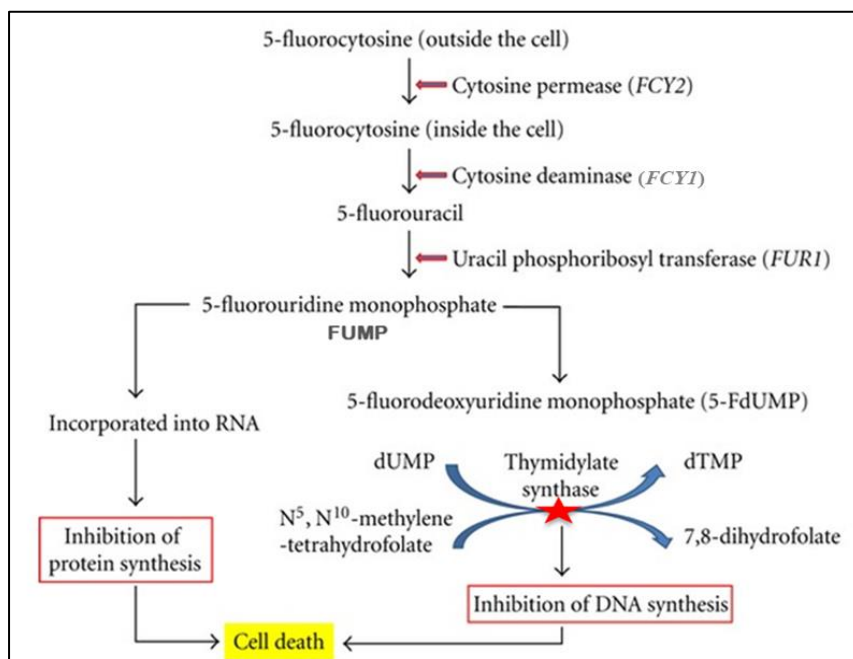 5-fluorocytosine (outside the cell)
Cytosine permease (FCY2)
5-fluorocytosine (inside the cell)
Cytosine deaminase (FCY1)
5-fluorouracil
Uracil phosphoribosyl transferase (FUR1)
5-fluorouridine monophosphate
FUMP
5-fluorodeoxyuridine monophosphate (5-FdUMP)
Incorporated into RNA
dUMP
Thymidylate
synthase
dTMP
N⁵, N¹⁰-methylene
-tetrahydrofolate
7,8-dihydrofolate
Inhibition of
protein synthesis
Inhibition of DNA synthesis
Cell death